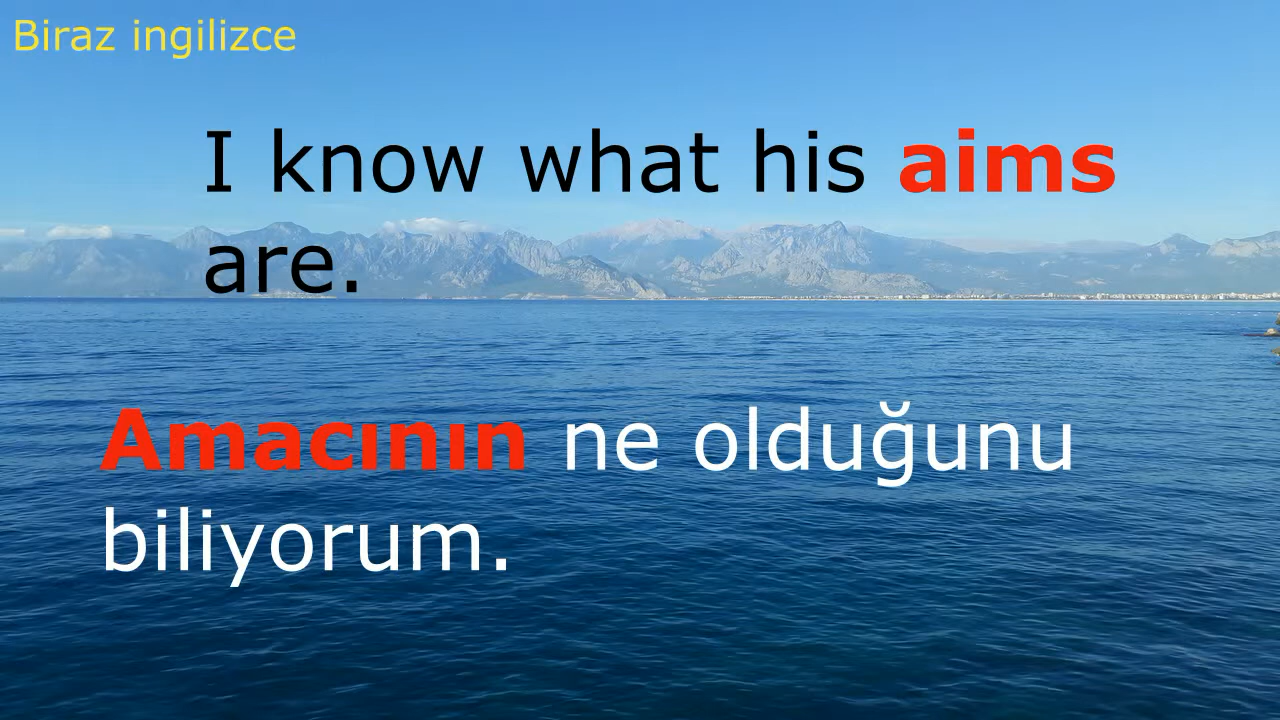 Biraz ingilizce
I know what his aims
are.
Amacının ne olduğunu
biliyorum.